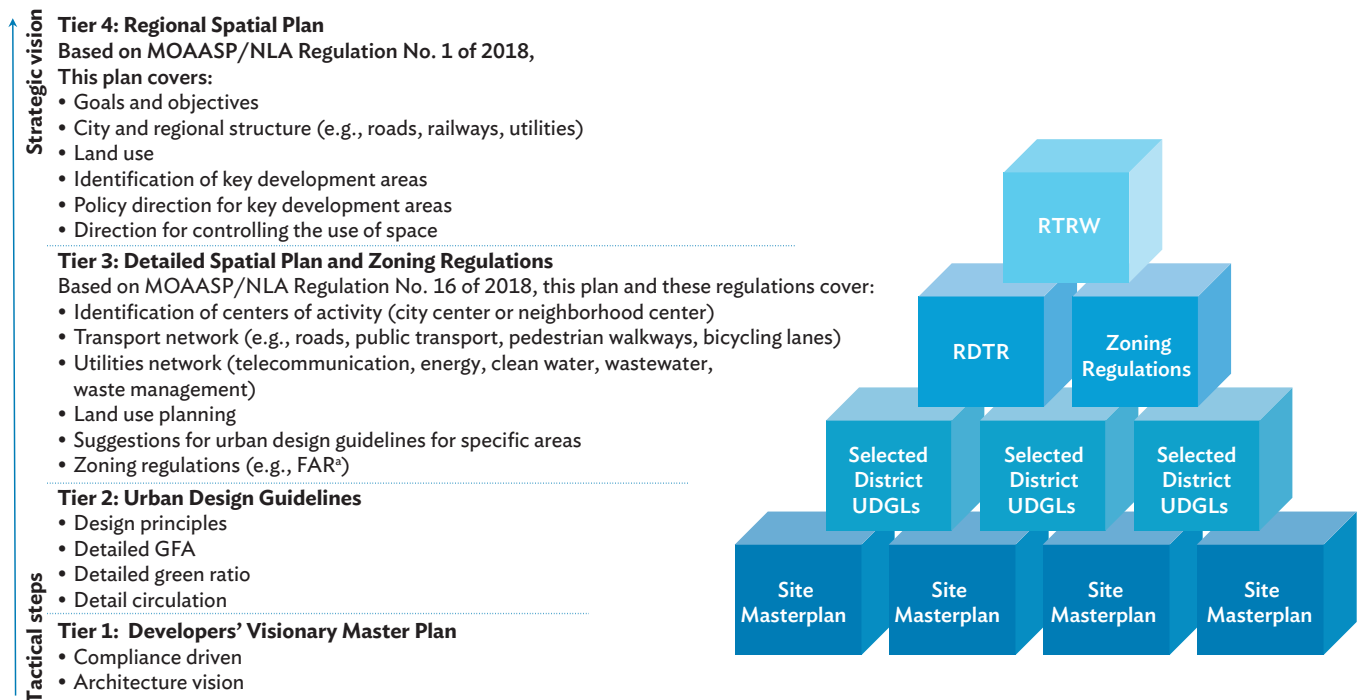 Strategic vision
Tactical steps
Tier 4: Regional Spatial Plan
Based on MOAASP/NLA Regulation No. 1 of 2018,
This plan covers:
• Goals and objectives
• City and regional structure (e.g., roads, railways, utilities)
• Land use
• Identification of key development areas
• Policy direction for key development areas
• Direction for controlling the use of space
Tier 3: Detailed Spatial Plan and Zoning Regulations
Based on MOAASP/NLA Regulation No. 16 of 2018, this plan and these regulations cover:
• Identification of centers of activity (city center or neighborhood center)
• Transport network (e.g., roads, public transport, pedestrian walkways, bicycling lanes)
• Utilities network (telecommunication, energy, clean water, wastewater,
waste management)
• Land use planning
• Suggestions for urban design guidelines for specific areas
• Zoning regulations (e.g., FARᵃ)
Tier 2: Urban Design Guidelines
• Design principles
• Detailed GFA
• Detailed green ratio
• Detail circulation
Tier 1: Developers’ Visionary Master Plan
• Compliance driven
• Architecture vision
RTRW
RDTR
Zoning
Regulations
Selected
District
UDGLs
Selected
District
UDGLs
Selected
District
UDGLs
Site
Masterplan
Site
Masterplan
Site
Masterplan
Site
Masterplan